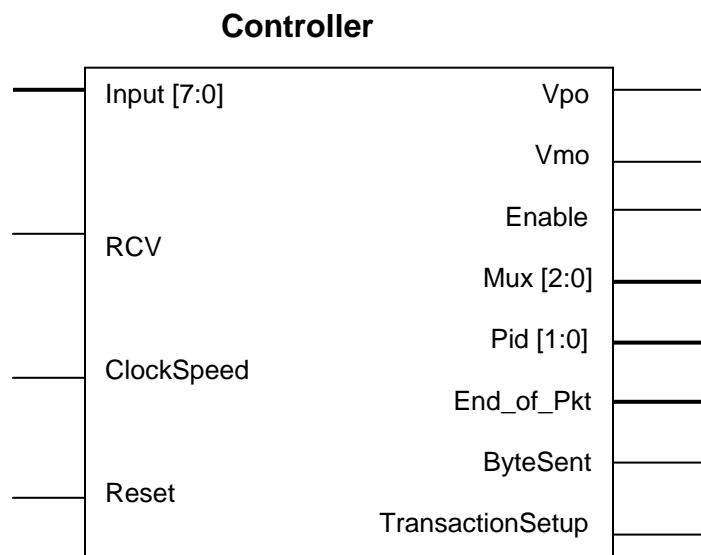 Controller
Input [7:0]
Vpo
Vmo
Enable
RCV
Mux [2:0]
Pid [1:0]
ClockSpeed
End_of_Pkt
ByteSent
Reset
TransactionSetup